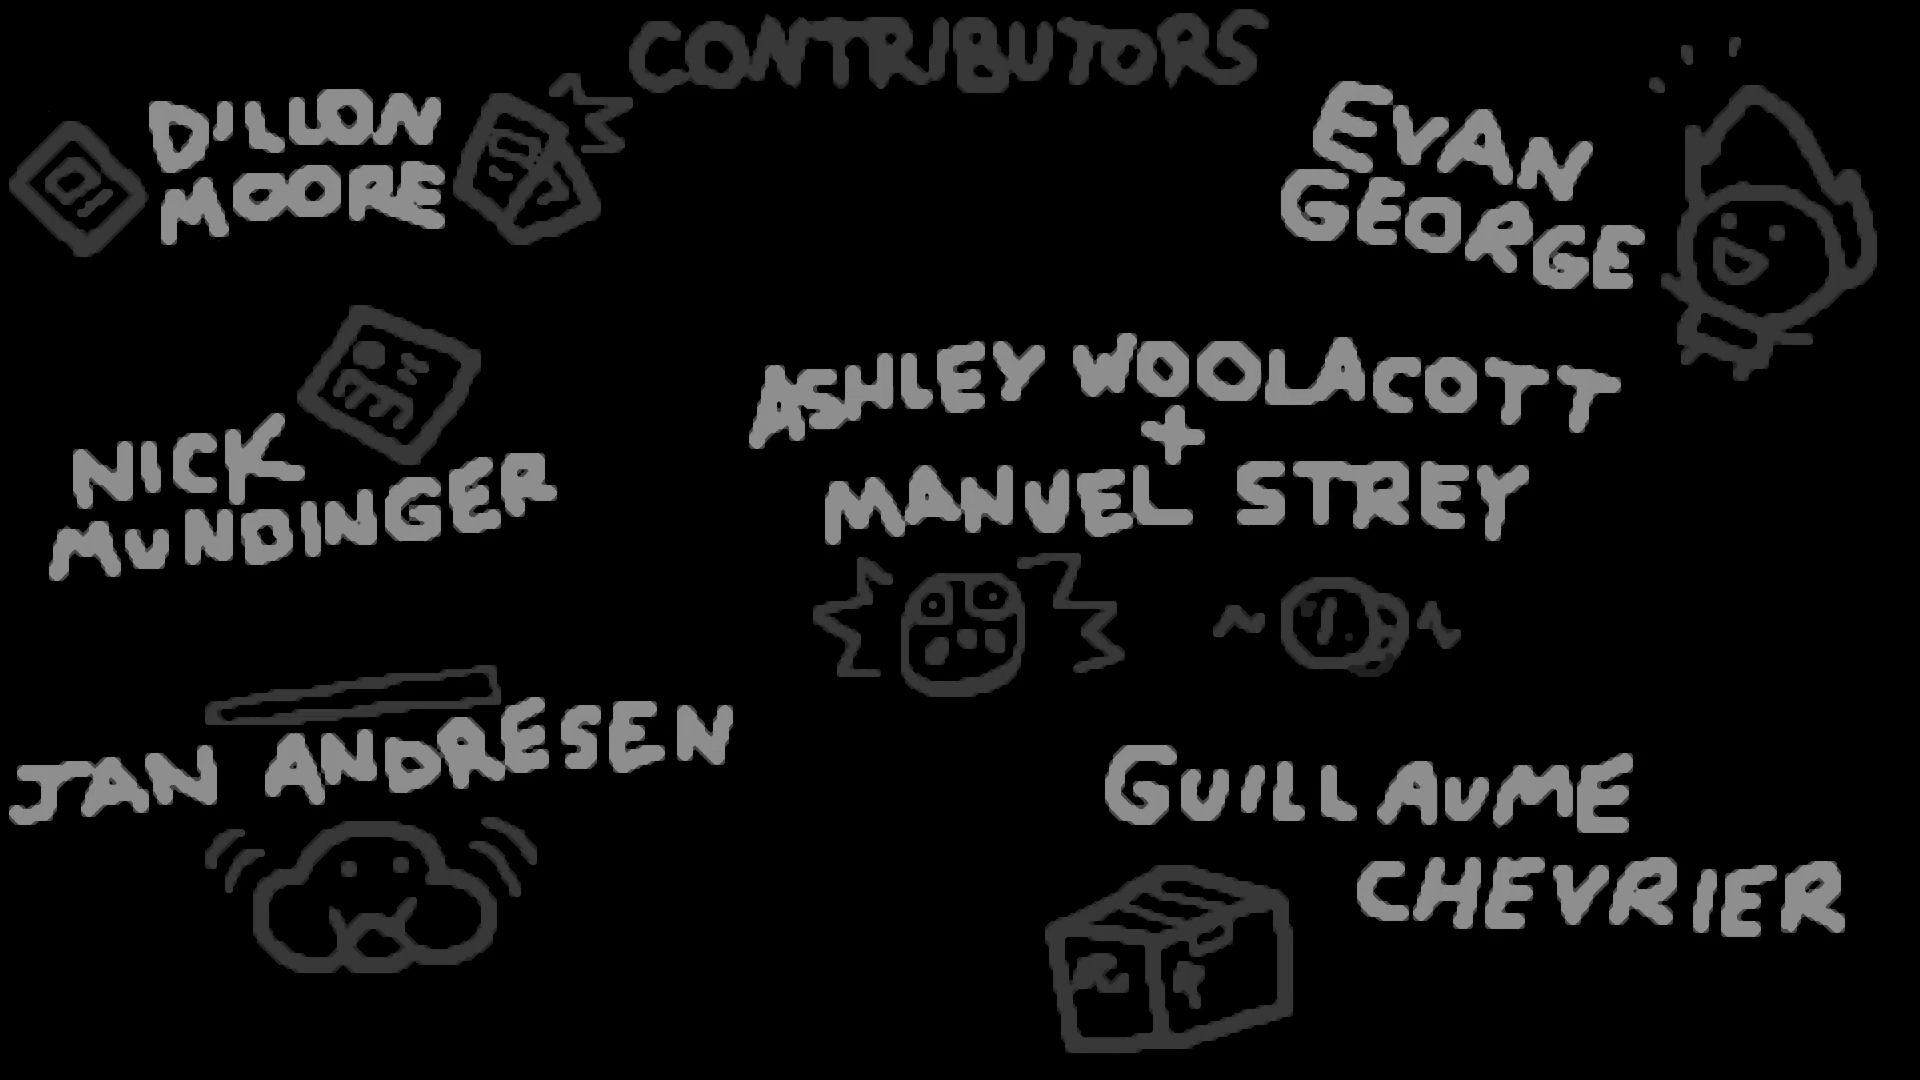 CONTRIBUTORS
DILLON
MOORE
EVAN
GEORGE
NICK
MUNDINGER
ASHLEY WOOLACOTT
+
MANUEL STREY
JAN ANDRESEN
GUILLAUME
CHEVRIER